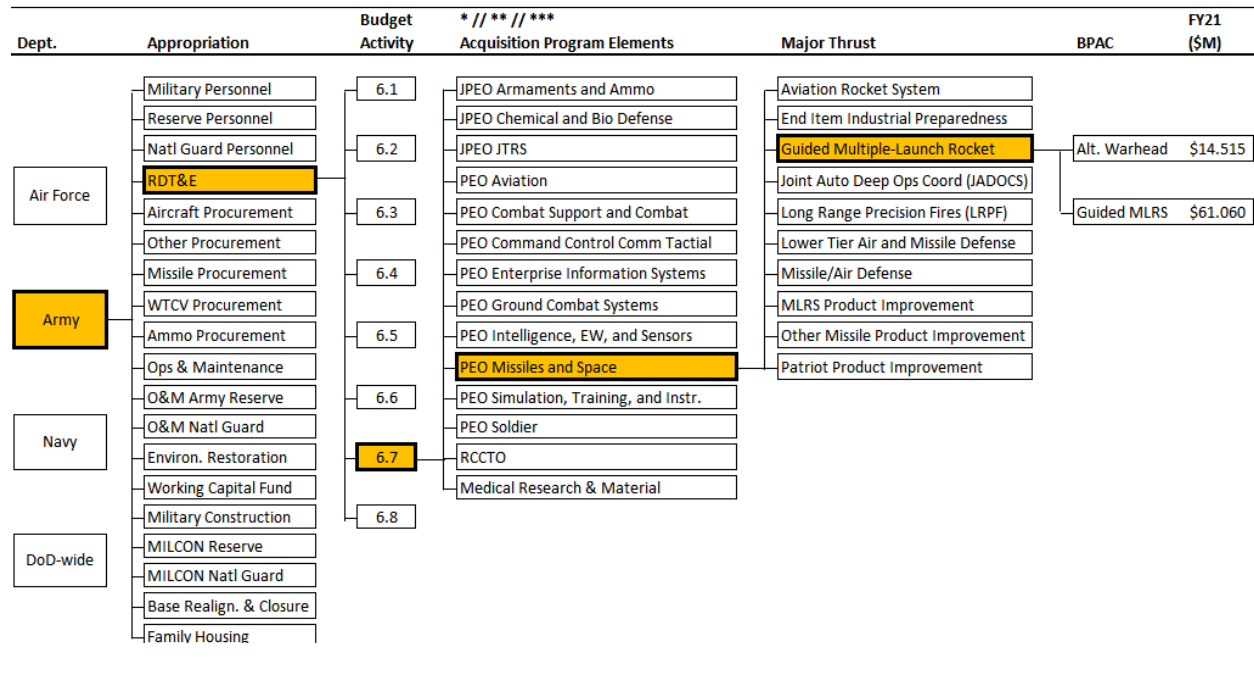 Budget * // ** // *** FY21
Dept. Appropriation Activity Acquisition Program Elements Major Thrust BPAC ($M)
Military Personnel 6.1 JPEO Armaments and Ammo Aviation Rocket System
Reserve Personnel JPEO Chemical and Bio Defense End Item Industrial Preparedness
Natl Guard Personnel 6.2 JPEO JTRS Guided Multiple-Launch Rocket Alt. Warhead $14.515
RDT&E PEO Aviation Joint Auto Deep Ops Coord (JADOCS)
Air Force
Aircraft Procurement 6.3 PEO Combat Support and Combat Long Range Precision Fires (LRPF) Guided MLRS $61.060
Other Procurement PEO Command Control Comm Tactial Lower Tier Air and Missile Defense
Missile Procurement 6.4 PEO Enterprise Information Systems Missile/Air Defense
WTCV Procurement PEO Ground Combat Systems MLRS Product Improvement
Army
Ammo Procurement 6.5 PEO Intelligence, EW, and Sensors Other Missile Product Improvement
Ops & Maintenance PEO Missiles and Space Patriot Product Improvement
O&M Army Reserve 6.6 PEO Simulation, Training, and Instr.
O&M Natl Guard PEO Soldier
Navy
Environ. Restoration 6.7 RCCTO
Working Capital Fund Medical Research & Material
Military Construction 6.8
MILCON Reserve
DoD-wide
MILCON Natl Guard
Base Realign. & Closure
Family Housing